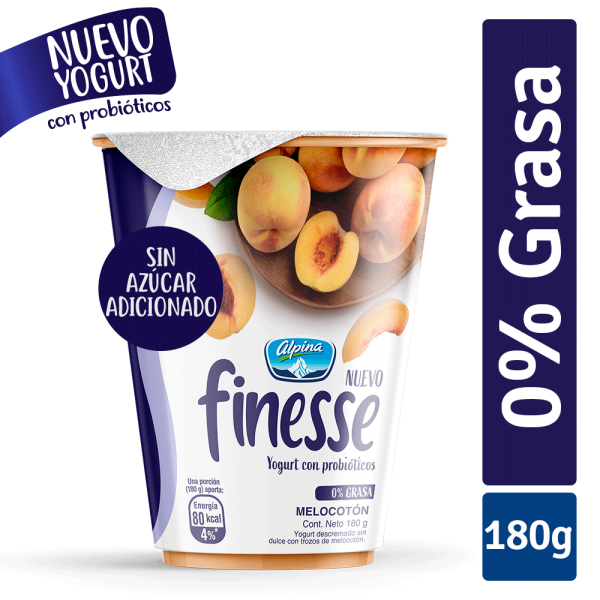 NUEVO
YOGURT
con probióticos
SIN
AZÚCAR
ADICIONADO
Alpina
NUEVO
finesse
Yogurt con probióticos
0% GRASA
Una porción
(180 g) aporta:
Energía
80 kcal
4%*
MELOCOTÓN
Cont. Neto 180 g
Yogurt descremado sin
dulce con trozos de melocotón.
0% Grasa
180g